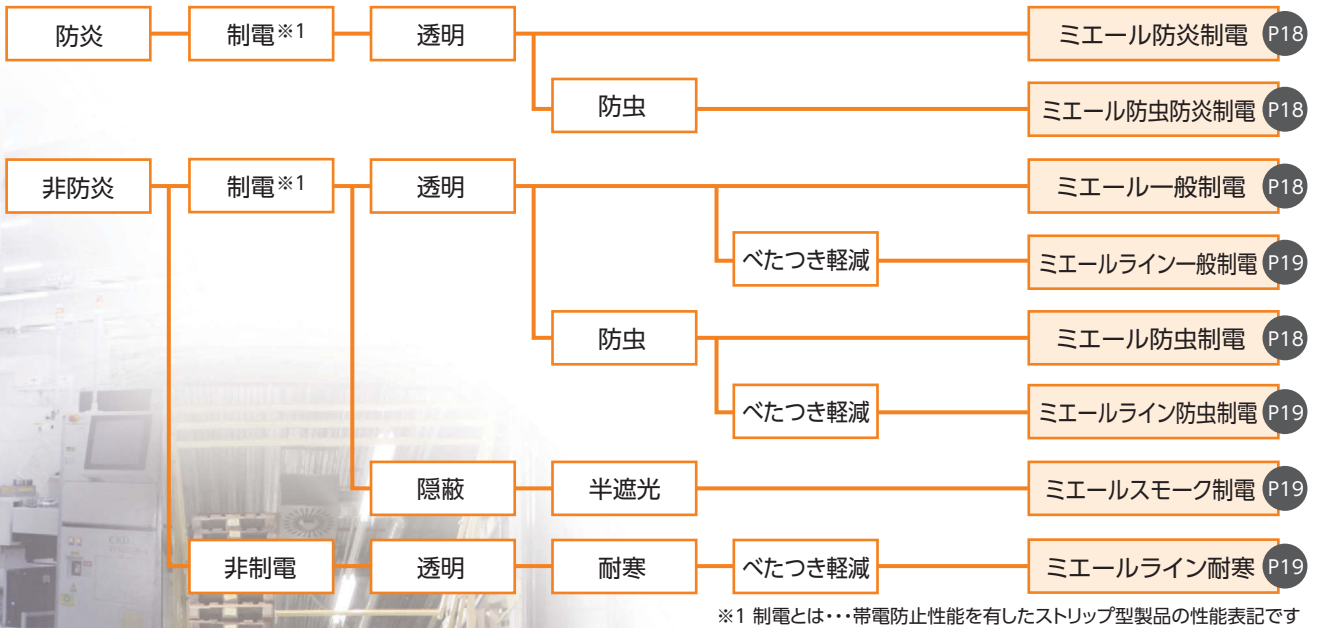 防炎 制電※1 透明 ミエール防炎制電 P18
防虫 ミエール防虫防炎制電 P18
非防炎 制電※1 透明 ミエール一般制電 P18
べたつき軽減 ミエールライン一般制電 P19
防虫 ミエール防虫制電 P18
べたつき軽減 ミエールライン防虫制電 P19
隠蔽 半遮光 ミエールスモーク制電 P19
非制電 透明 耐寒 べたつき軽減 ミエールライン耐寒 P19
※1 制電とは・・・帯電防止性能を有したストリップ型製品の性能表記です